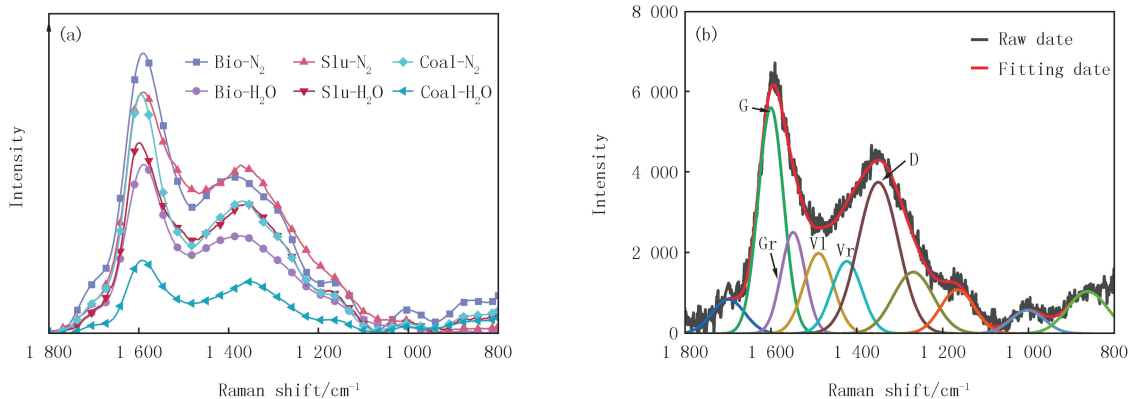 (a)
Bio-N₂ Slu-N₂ Coal-N₂
Bio-H₂O Slu-H₂O Coal-H₂O
Intensity
1 800 1 600 1 400 1 200 1 000 800
Raman shift/cm⁻¹
(b)
Raw date
Fitting date
8 000
6 000
4 000
2 000
0
Intensity
G
D
Gr
Vl
Vr
1 800 1 600 1 400 1 200 1 000 800
Raman shift/cm⁻¹